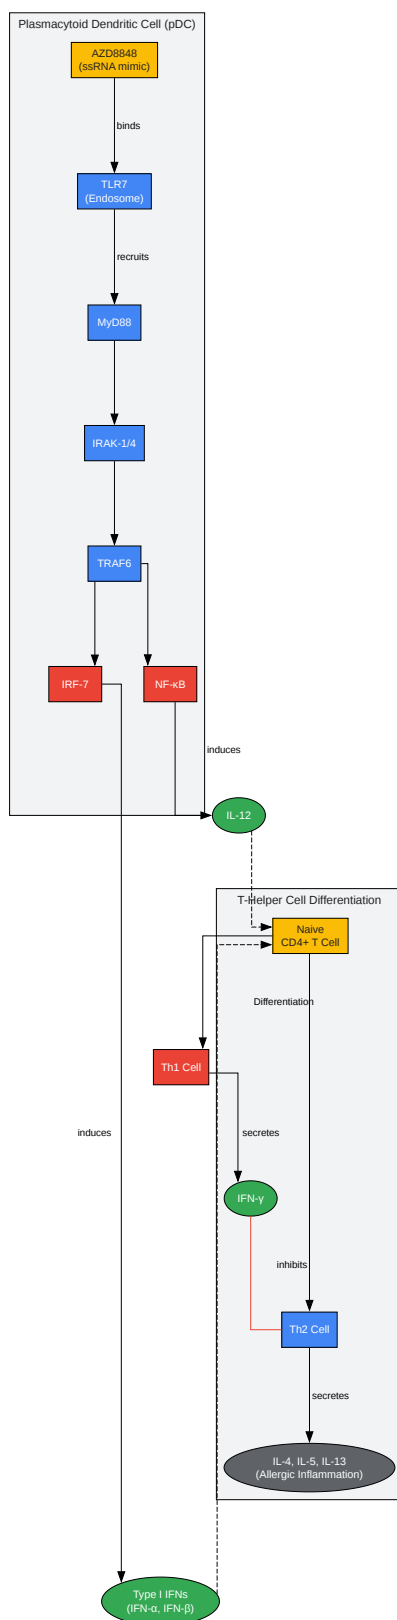 Plasmacytoid Dendritic Cell (pDC)
AZD8848
(ssRNA mimic)
binds
TLR7
(Endosome)
recruits
MyD88
IRAK-1/4
TRAF6
IRF-7
NF-κB
induces
IL-12
T-Helper Cell Differentiation
Naive
CD4+ T Cell
Differentiation
Th1 Cell
induces
secretes
IFN-γ
inhibits
Th2 Cell
secretes
IL-4, IL-5, IL-13
(Allergic Inflammation)
Type I IFNs
(IFN-α, IFN-β)